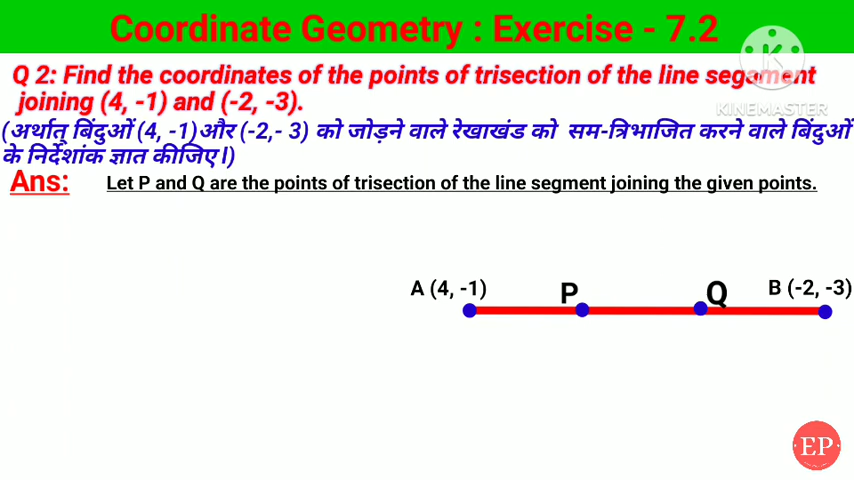 Coordinate Geometry : Exercise - 7.2
KINEMASTER
Q 2: Find the coordinates of the points of trisection of the line segament
joining (4, -1) and (-2, -3).
(अर्थात् बिंदुओं (4, -1)और (-2,- 3) को जोड़ने वाले रेखाखंड को सम-त्रिभाजित करने वाले बिंदुओं
के निर्देशांक ज्ञात कीजिए l)
Ans: Let P and Q are the points of trisection of the line segment joining the given points.
A (4, -1) P Q B (-2, -3)
EP